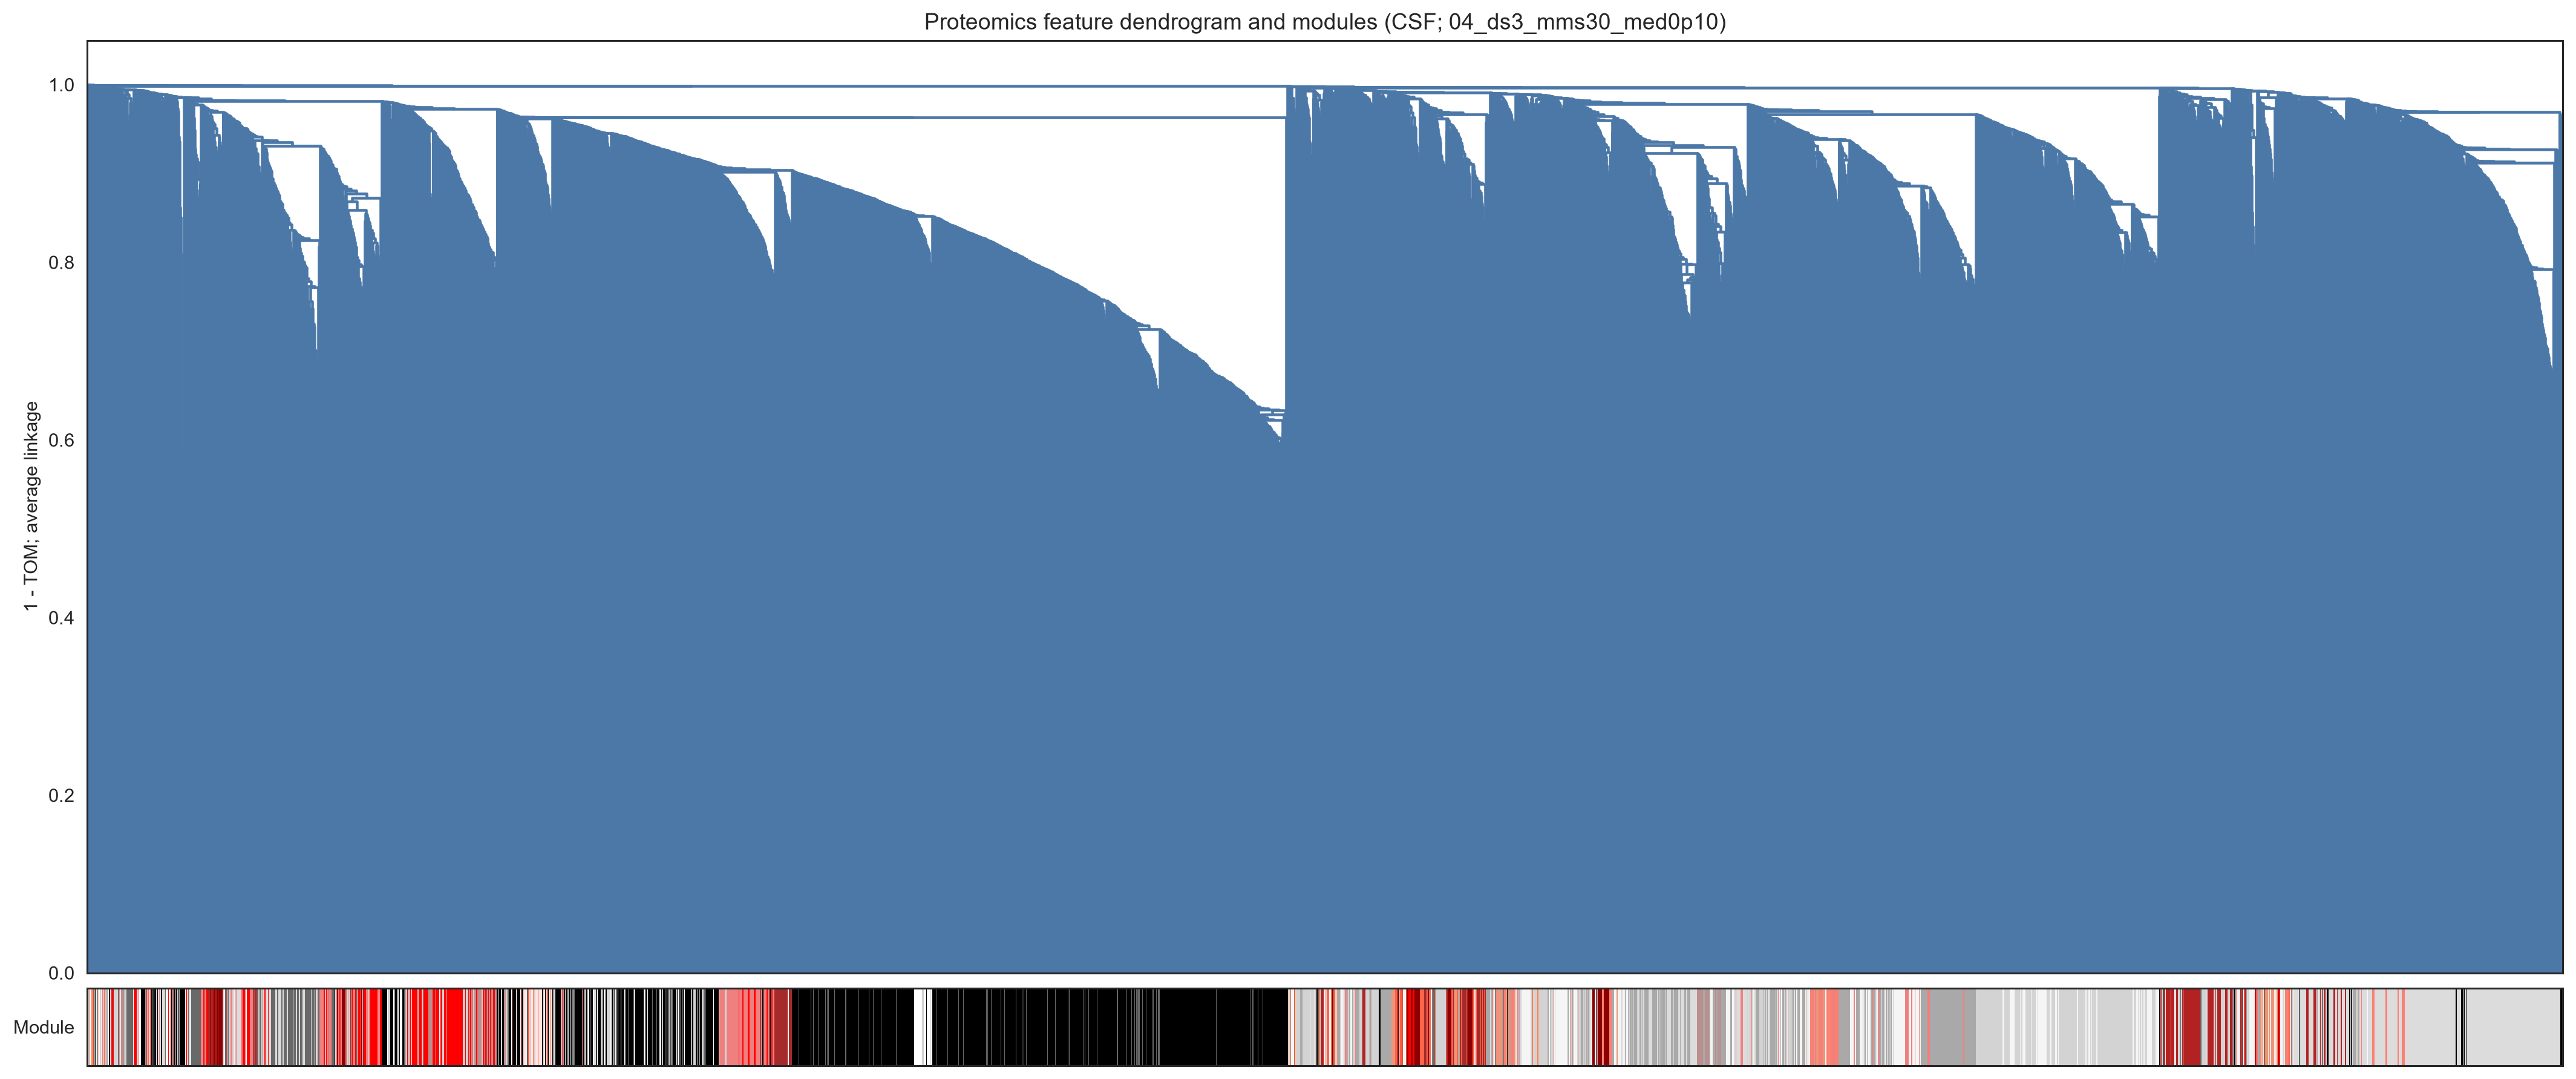 Proteomics feature dendrogram and modules (CSF; 04_ds3_mms30_med0p10)
1.0
0.8
0.6
0.4
0.2
0.0
1 - TOM; average linkage
Module